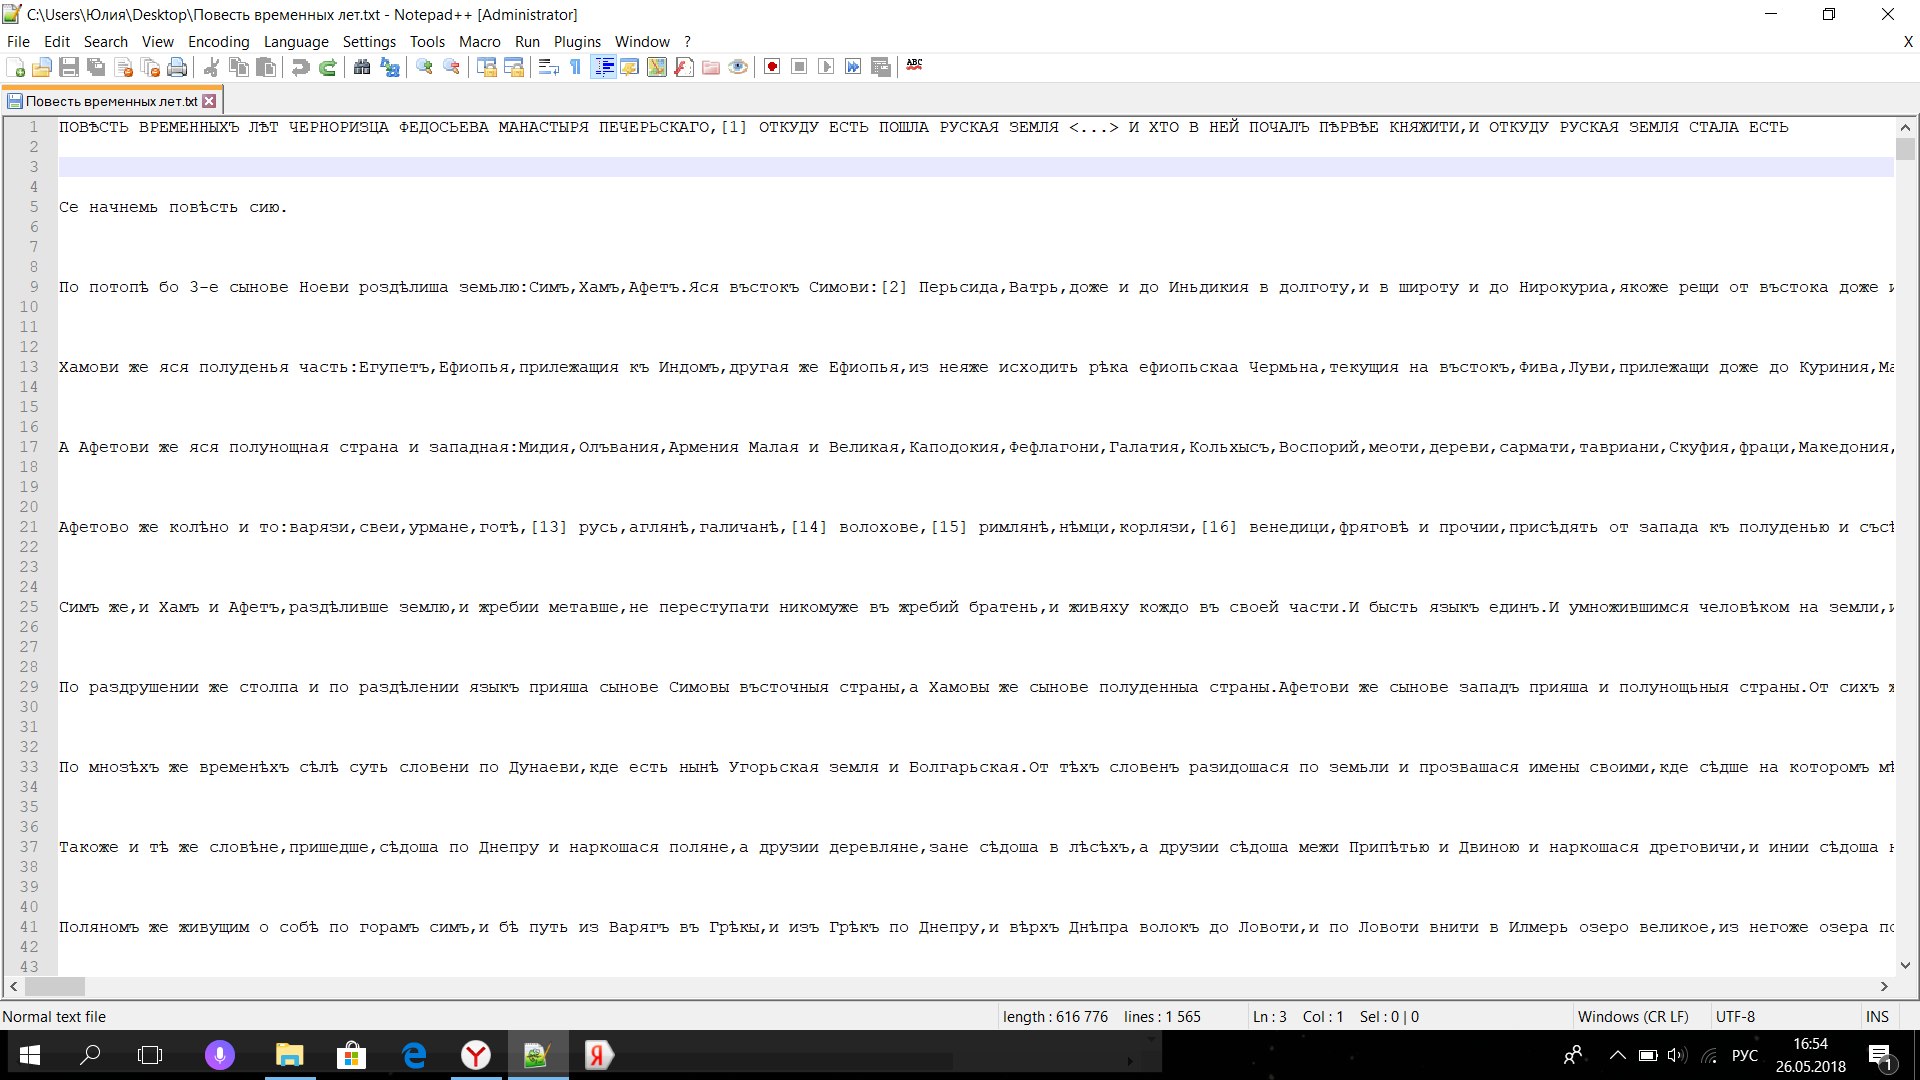 C:\Users\Юлия\Desktop\Повесть временных лет.txt - Notepad++ [Administrator]
File Edit Search View Encoding Language Settings Tools Macro Run Plugins Window ? X
ABC
Повесть временных лет.txt
1 ПОВѢСТЬ ВРЕМЕННЫХЪ ЛѢТ ЧЕРНОРИЗЦА ФЕДОСЬЕВА МАНАСТЫРЯ ПЕЧЕРЬСКАГО,[1] ОТКУДУ ЕСТЬ ПОШЛА РУСКАЯ ЗЕМЛЯ <...> И ХТО В НЕЙ ПОЧАЛЪ ПѢРВѢЕ КНЯЖИТИ,И ОТКУДУ РУСКАЯ ЗЕМЛЯ СТАЛА ЕСТЬ
2
3
4
5 Се начнемь повѣсть сию.
6
7
8
9 По потопѣ бо 3-е сынове Ноеви роздѣлиша земьлю:Симъ,Хамъ,Афетъ.Яся въстокъ Симови:[2] Перьсида,Ватрь,доже и до Иньдикия в долготу,и в широту и до Нирокуриа,якоже рещи от въстока доже
10
11
12
13 Хамови же яся полуденья часть:Егупетъ,Ефиопья,прилежащия къ Индомъ,другая же Ефиопья,из неяже исходить рѣка ефиопьскаа Чермьна,текущия на въстокъ,Фива,Луви,прилежащи доже до Куриния,Ма
14
15
16
17 А Афетови же яся полунощная страна и западная:Мидия,Олъвания,Армения Малая и Великая,Каподокия,Фефлагони,Галатия,Кольхысъ,Воспорий,меоти,дереви,сармати,тавриани,Скуфия,фраци,Македония,
18
19
20
21 Афетово же колѣно и то:варязи,свеи,урмане,готѣ,[13] русь,аглянѣ,галичанѣ,[14] волохове,[15] римлянѣ,нѣмци,корлязи,[16] венедици,фряговѣ и прочии,присѣдять от запада къ полуденью и съсѣ
22
23
24
25 Симъ же,и Хамъ и Афетъ,раздѣливше землю,и жребии метавше,не переступати никомуже въ жребий братень,и живяху кождо въ своей части.И бысть языкъ единъ.И умножившимся человѣком на земли,
26
27
28
29 По раздрушении же столпа и по раздѣлении языкъ прияша сынове Симовы въсточныя страны,а Хамовы же сынове полуденныа страны.Афетови же сынове западъ прияша и полунощьныя страны.От сихъ
30
31
32
33 По мнозѣхъ же временѣхъ сѣлѣ суть словени по Дунаеви,кде есть нынѣ Угорьская земля и Болгарьская.От тѣхъ словенъ разидошася по земьли и прозвашася имены своими,кде сѣдше на которомъ мѣ
34
35
36
37 Такоже и тѣ же словѣне,пришедше,сѣдоша по Днепру и наркошася поляне,а друзии деревляне,зане сѣдоша в лѣсѣхъ,а друзии сѣдоша межи Припѣтью и Двиною и наркошася дреговичи,и инии сѣдоша
38
39
40
41 Поляномъ же живущим о собѣ по горамъ симъ,и бѣ путь из Варягъ въ Грѣкы,и изъ Грѣкъ по Днепру,и вѣрхъ Днѣпра волокъ до Ловоти,и по Ловоти внити в Илмерь озеро великое,из негоже озера по
42
43
Normal text file length : 616 776 lines : 1 565 Ln : 3 Col : 1 Sel : 0 | 0 Windows (CR LF) UTF-8 INS
РУС 16:54
26.05.2018 1